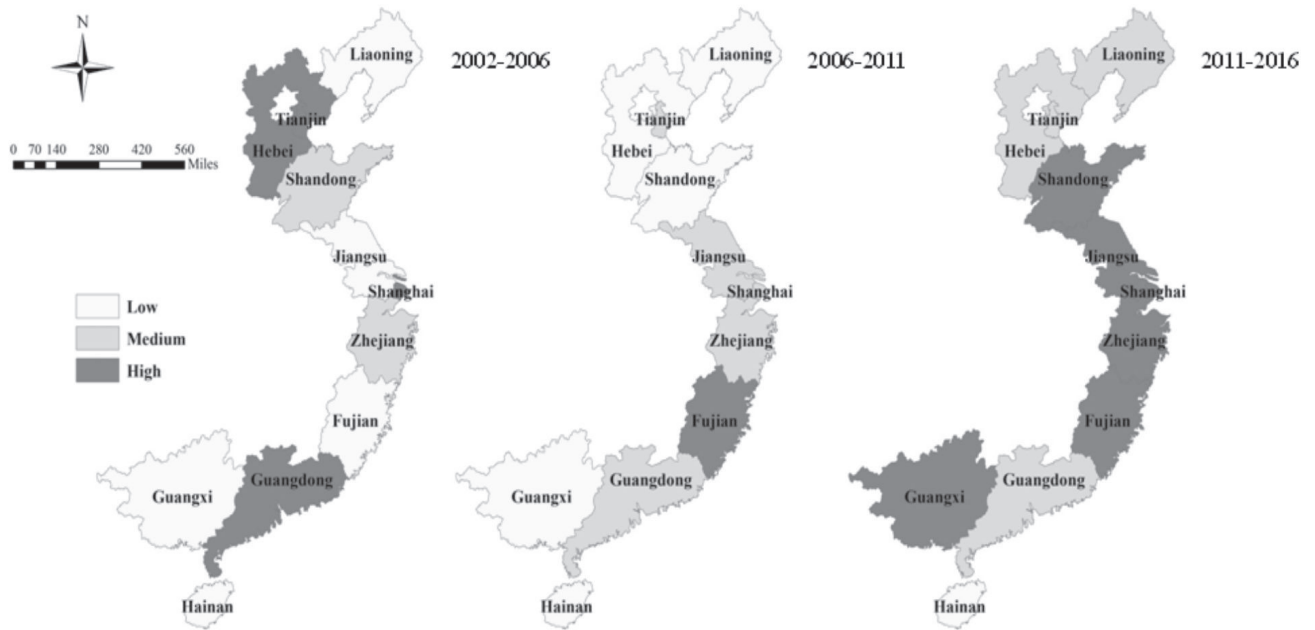 N
0 70 140 280 420 560
Miles
Low
Medium
High
2002-2006
Liaoning
Tianjin
Hebei
Shandong
Jiangsu
Shanghai
Zhejiang
Fujian
Guangdong
Guangxi
Hainan
2006-2011
Liaoning
Tianjin
Hebei
Shandong
Jiangsu
Shanghai
Zhejiang
Fujian
Guangdong
Guangxi
Hainan
2011-2016
Liaoning
Tianjin
Hebei
Shandong
Jiangsu
Shanghai
Zhejiang
Fujian
Guangdong
Guangxi
Hainan